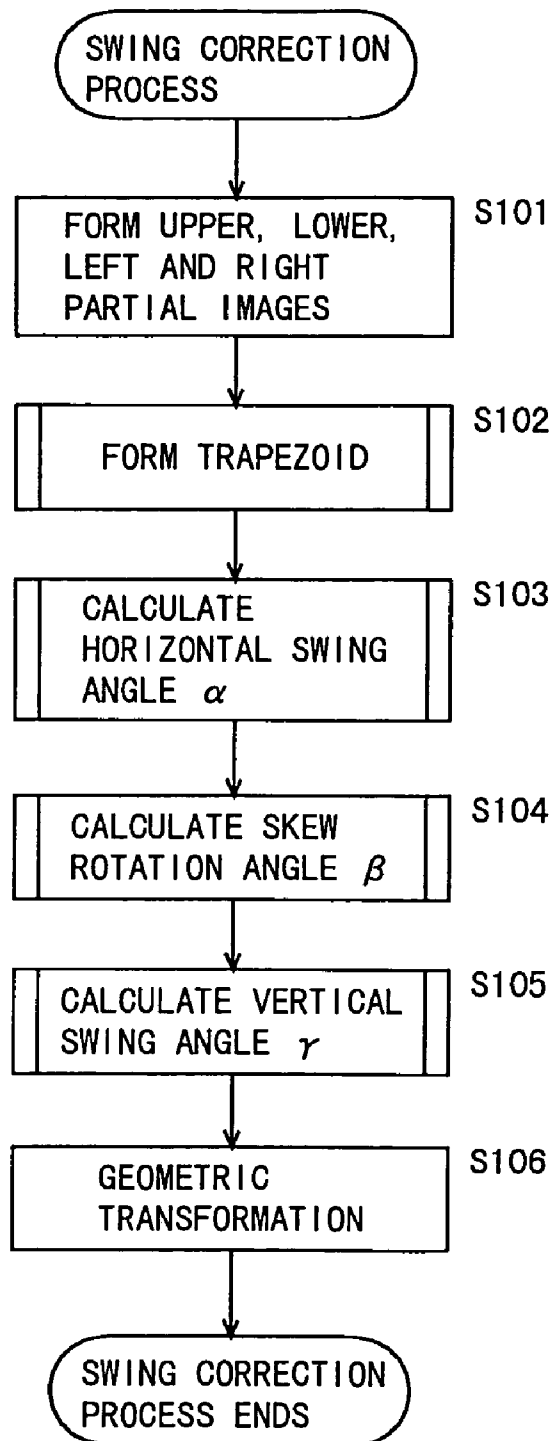 SWING CORRECTION
PROCESS
S101
FORM UPPER, LOWER,
LEFT AND RIGHT
PARTIAL IMAGES
S102
FORM TRAPEZOID
S103
CALCULATE
HORIZONTAL SWING
ANGLE α
S104
CALCULATE SKEW
ROTATION ANGLE β
S105
CALCULATE VERTICAL
SWING ANGLE γ
S106
GEOMETRIC
TRANSFORMATION
SWING CORRECTION
PROCESS ENDS